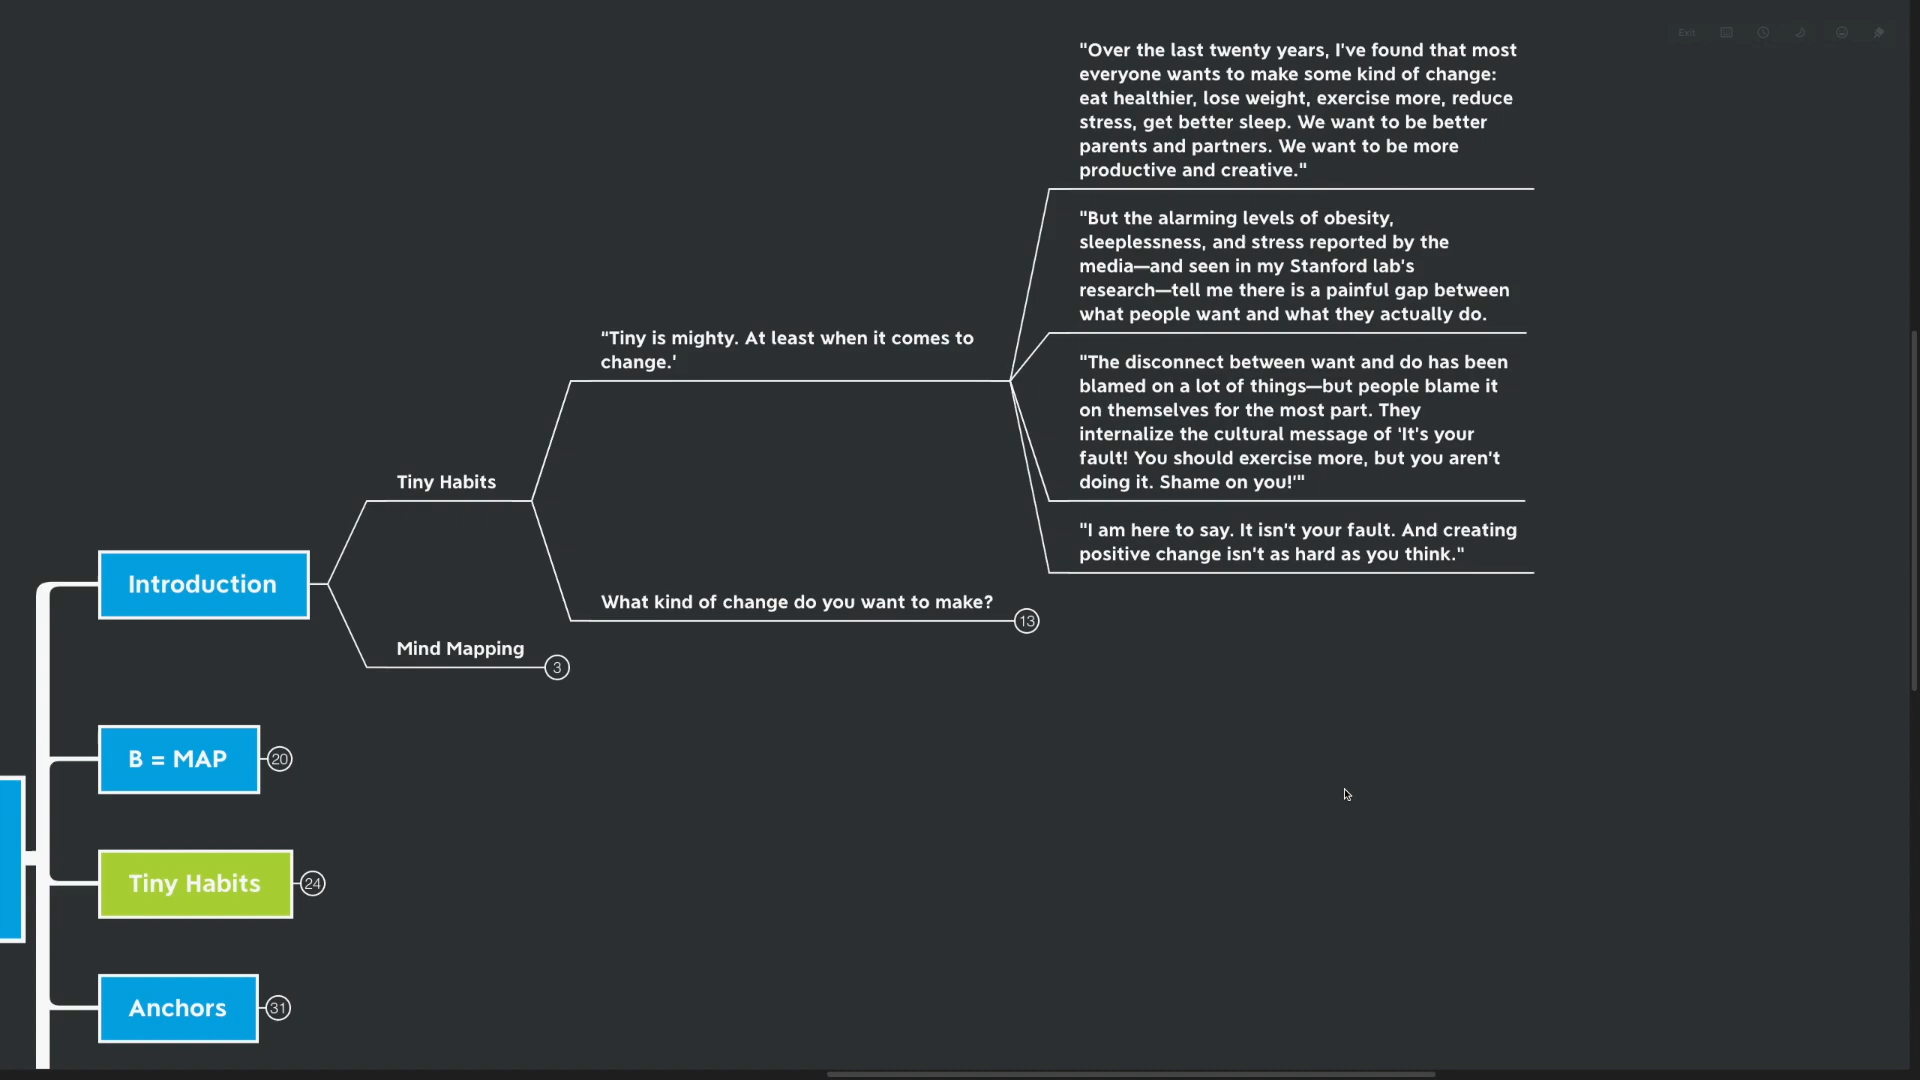 Exit
"Over the last twenty years, I've found that most
everyone wants to make some kind of change:
eat healthier, lose weight, exercise more, reduce
stress, get better sleep. We want to be better
parents and partners. We want to be more
productive and creative."
"But the alarming levels of obesity,
sleeplessness, and stress reported by the
media—and seen in my Stanford lab's
research—tell me there is a painful gap between
what people want and what they actually do.
"Tiny is mighty. At least when it comes to
change.'
"The disconnect between want and do has been
blamed on a lot of things—but people blame it
on themselves for the most part. They
internalize the cultural message of 'It's your
fault! You should exercise more, but you aren't
doing it. Shame on you!'"
"I am here to say. It isn't your fault. And creating
positive change isn't as hard as you think."
Tiny Habits
What kind of change do you want to make?
13
Introduction
Mind Mapping
3
B = MAP
20
Tiny Habits
24
Anchors
31